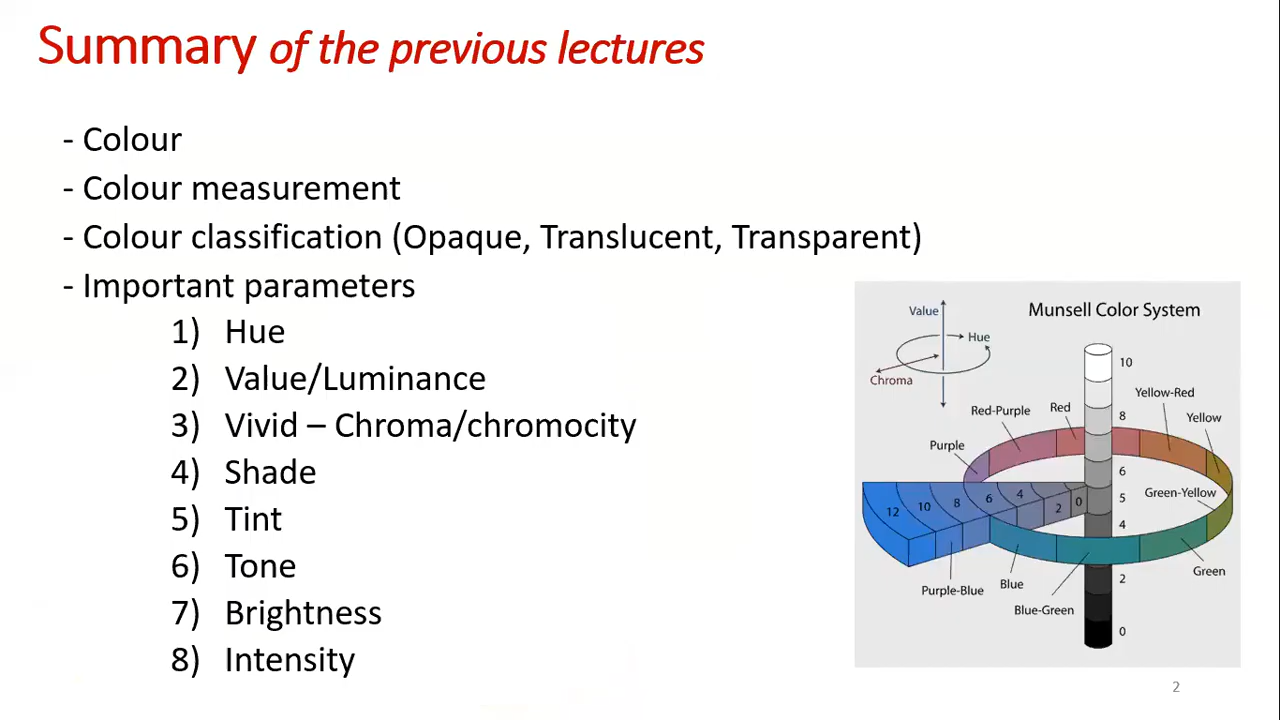 Summary of the previous lectures
- Colour
- Colour measurement
- Colour classification (Opaque, Translucent, Transparent)
- Important parameters
1) Hue
2) Value/Luminance
3) Vivid – Chroma/chromocity
4) Shade
5) Tint
6) Tone
7) Brightness
8) Intensity
Munsell Color System
Value
Hue
Chroma
10
8
6
5
4
2
0
Yellow-Red
Red-Purple
Red
Yellow
Purple
Green-Yellow
12
10
8
6
4
2
0
Green
Purple-Blue
Blue
Blue-Green
2